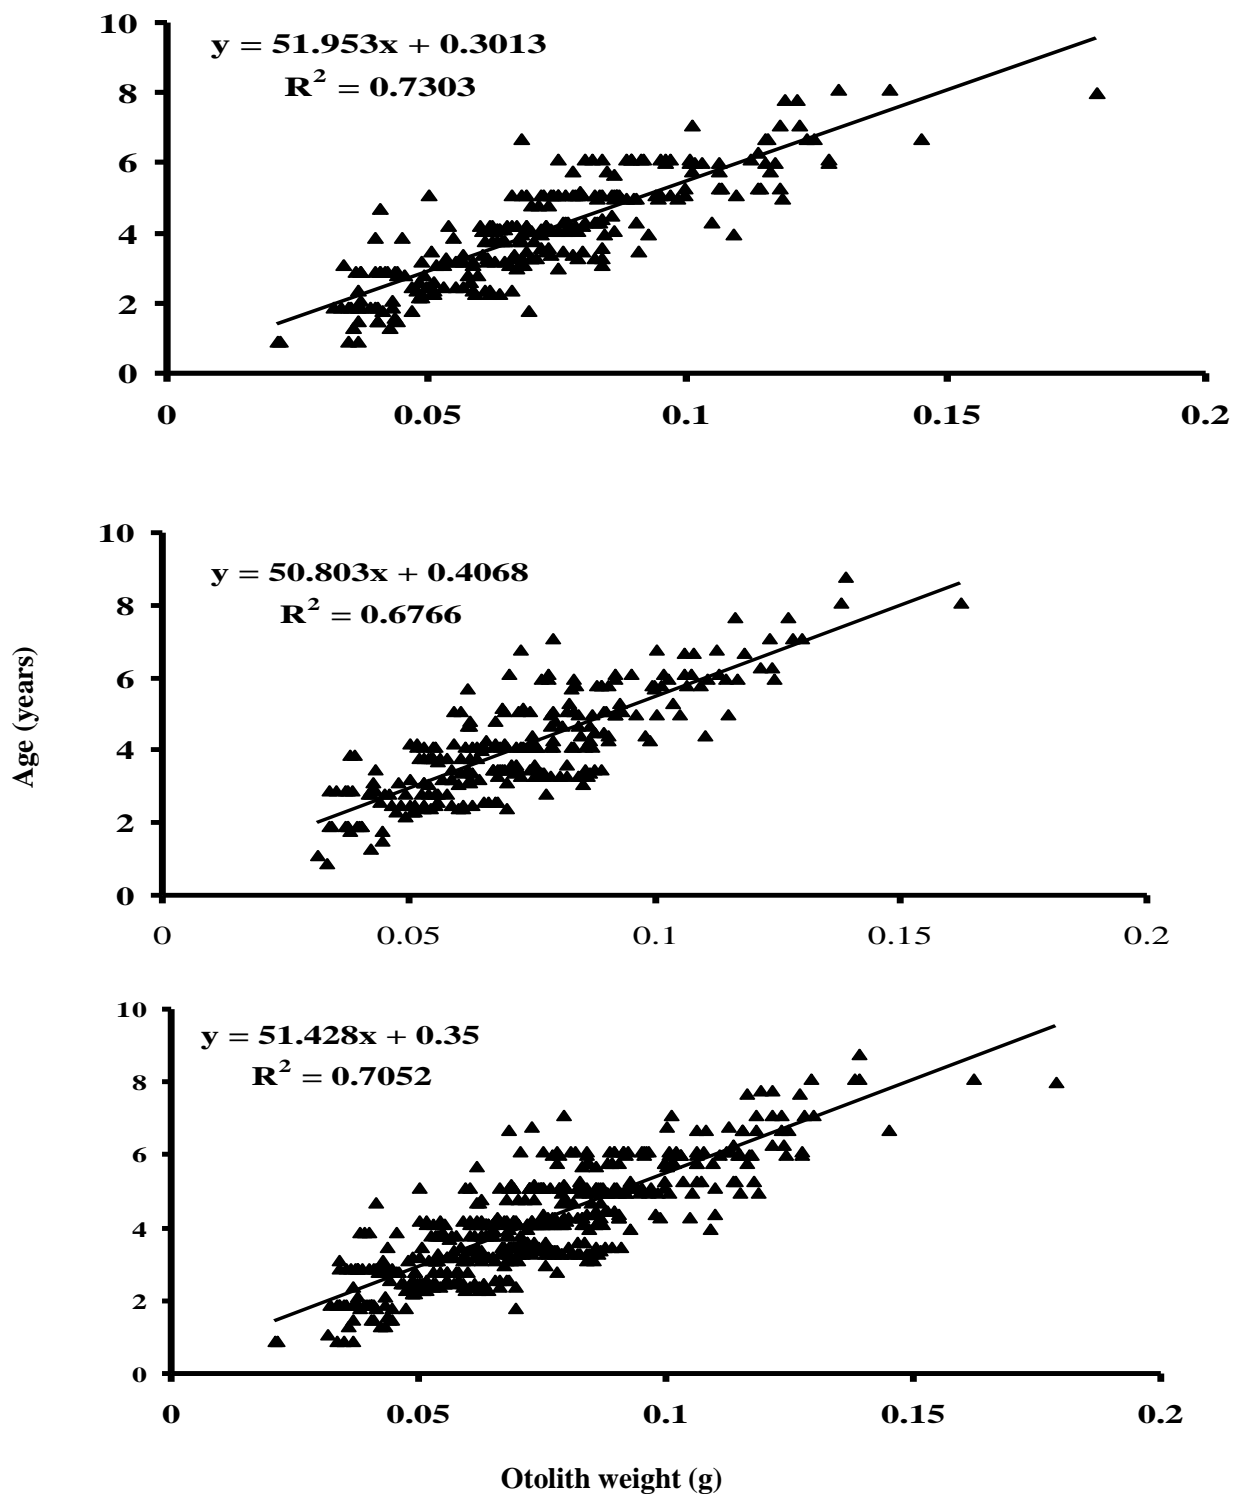 10
y = 51.953x + 0.3013
R² = 0.7303
8
6
4
2
0
0 0.05 0.1 0.15 0.2
10
y = 50.803x + 0.4068
R² = 0.6766
8
6
4
2
0
0 0.05 0.1 0.15 0.2
Age (years)
10
y = 51.428x + 0.35
R² = 0.7052
8
6
4
2
0
0 0.05 0.1 0.15 0.2
Otolith weight (g)